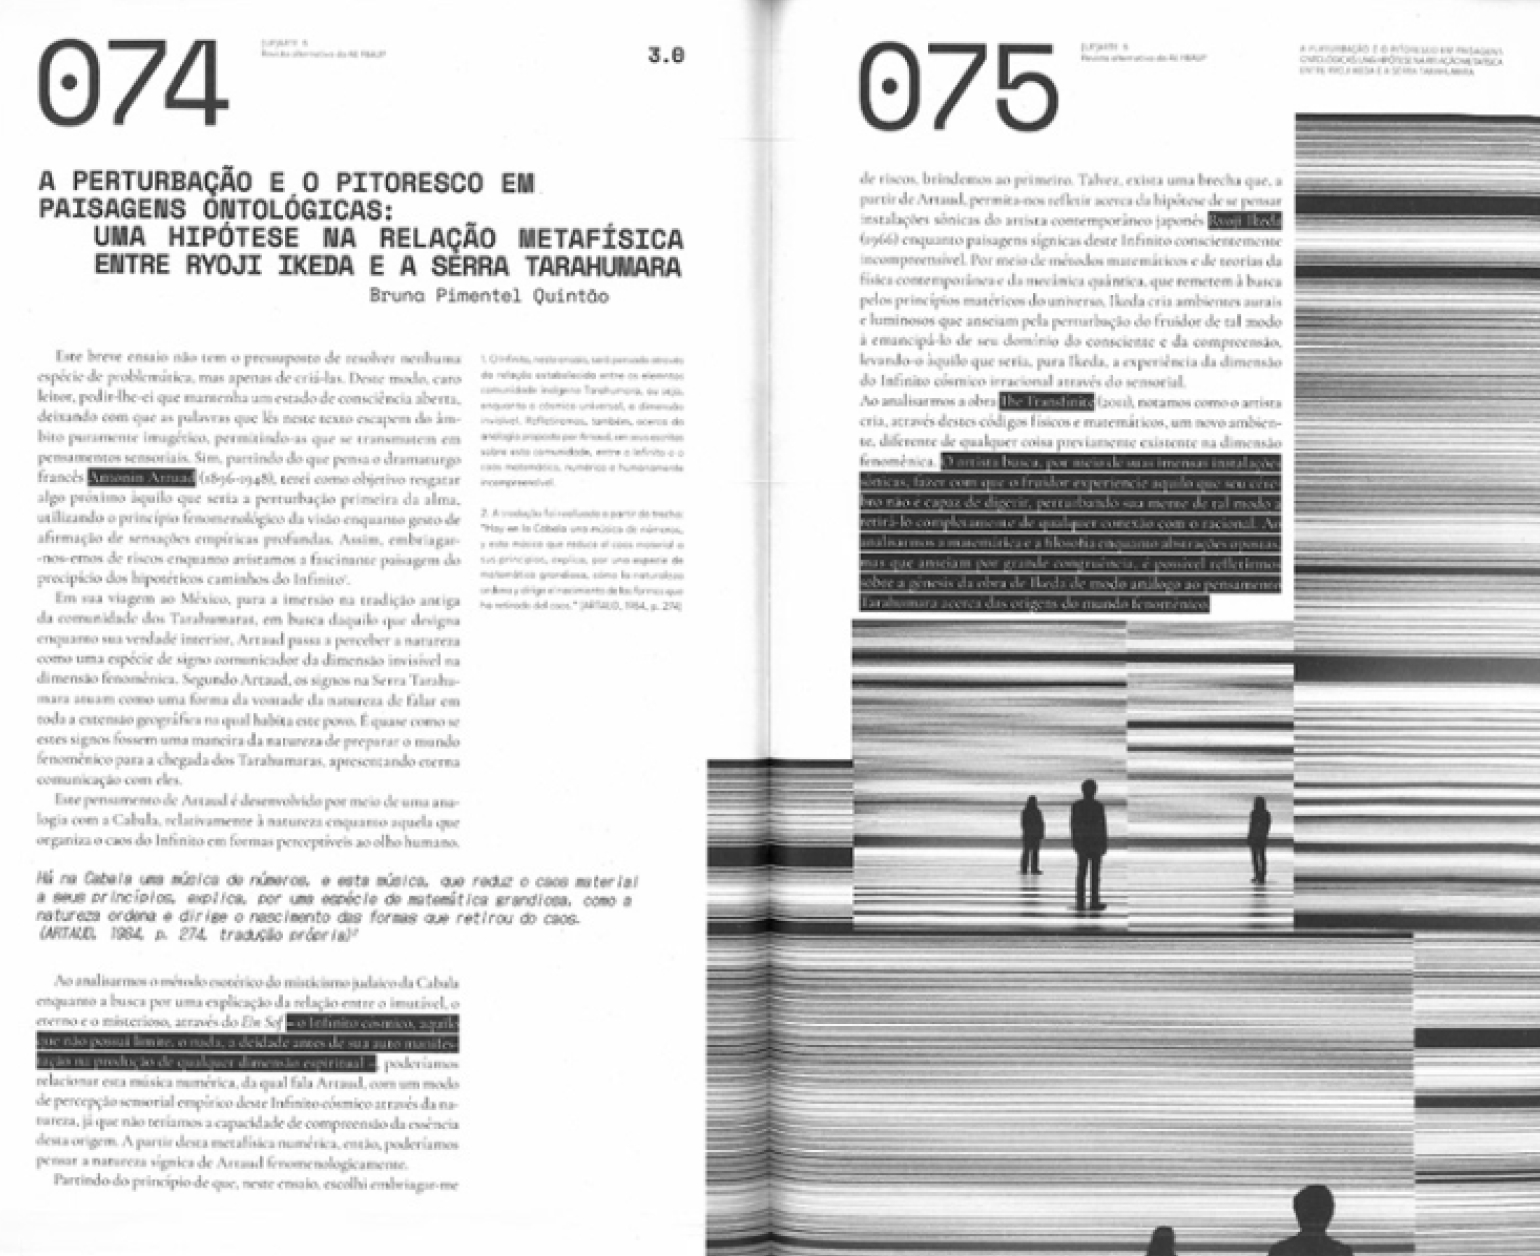 074
Revista alternativa da AE FBAUP
3.0
A PERTURBAÇÃO E O PITORESCO EM
PAISAGENS ONTOLÓGICAS:
UMA HIPÓTESE NA RELAÇÃO METAFÍSICA
ENTRE RYOJI IKEDA E A SERRA TARAHUMARA
Bruna Pimentel Quintão
Este breve ensaio não tem o pressuposto de resolver nenhuma
espécie de problemática, mas apenas de criá-las. Deste modo, caro
leitor, pedir-lhe-ei que mantenha um estado de consciência aberta,
deixando com que as palavras que lês neste texto escapem do âm-
bito puramente imagético, permitindo-as que se transmutem em
pensamentos sensoriais. Sim, partindo do que pensa o dramaturgo
francês Antonin Artaud (1896-1948), terei como objetivo resgatar
algo próximo àquilo que seria a perturbação primeira da alma,
utilizando o princípio fenomenológico da visão enquanto gesto de
afirmação de sensações empíricas profundas. Assim, embriagar-
-nos-emos de riscos enquanto avistamos a fascinante paisagem do
precipício dos hipotéticos caminhos do Infinito¹.
Em sua viagem ao México, para a imersão na tradição antiga
da comunidade dos Tarahumaras, em busca daquilo que designa
enquanto sua verdade interior, Artaud passa a perceber a natureza
como uma espécie de signo comunicador da dimensão invisível na
dimensão fenomênica. Segundo Artaud, os signos na Serra Tarahu-
mara atuam como uma forma da vontade da natureza de falar em
toda a extensão geográfica na qual habita este povo. É quase como se
estes signos fossem uma maneira da natureza de preparar o mundo
fenomênico para a chegada dos Tarahumaras, apresentando eterna
comunicação com eles.
Este pensamento de Artaud é desenvolvido por meio de uma ana-
logia com a Cabala, relativamente à natureza enquanto aquela que
organiza o caos do Infinito em formas perceptíveis ao olho humano.
Há na Cabala uma música de números, e esta música, que reduz o caos material
a seus princípios, explica, por uma espécie de matemática grandiosa, como a
natureza ordena e dirige o nascimento das formas que retirou do caos.
(ARTAUD, 1984, p. 274, tradução própria)²
Ao analisarmos o método esotérico do misticismo judaico da Cabala
enquanto a busca por uma explicação da relação entre o imutável, o
eterno e o misterioso, através do Ein Sof – o Infinito cósmico, aquilo
que não possui limite, o nada, a deidade antes de sua auto manifes-
tação na produção de qualquer dimensão espiritual –, poderíamos
relacionar esta música numérica, da qual fala Artaud, com um modo
de percepção sensorial empírico deste Infinito cósmico através da na-
tureza, já que não teríamos a capacidade de compreensão da essência
desta origem. A partir desta metafísica numérica, então, poderíamos
pensar a natureza sígnica de Artaud fenomenologicamente.
Partindo do princípio de que, neste ensaio, escolhi embriagar-me
1. O Infinito, neste ensaio, será pensado através
da relação estabelecida entre os elementos
comunidade indígena Tarahumara, ou seja,
enquanto o cósmico universal, a dimensão
invisível. Refletiremos, também, acerca da
analogia proposta por Artaud, em seus escritos
sobre esta comunidade, entre o Infinito e o
caos matemático, numérico e humanamente
incompreensível.
2. A tradução foi realizada a partir do trecho:
"Hay en la Cabala una música de números,
y esta música que reduce el caos material a
sus principios, explica, por una especie de
matemática grandiosa, cómo la naturaleza
ordena y dirige el nacimiento de las formas que
ha retirado del caos." (ARTAUD, 1984, p. 274)
075
Revista alternativa da AE FBAUP
A PERTURBAÇÃO E O PITORESCO EM PAISAGENS
ONTOLÓGICAS: UMA HIPÓTESE NA RELAÇÃO METAFÍSICA
ENTRE RYOJI IKEDA E A SERRA TARAHUMARA
de riscos, brindemos ao primeiro. Talvez, exista uma brecha que, a
partir de Artaud, permita-nos refletir acerca da hipótese de se pensar
instalações sônicas do artista contemporâneo japonês Ryoji Ikeda
(1966) enquanto paisagens sígnicas deste Infinito conscientemente
incompreensível. Por meio de métodos matemáticos e de teorias da
física contemporânea e da mecânica quântica, que remetem à busca
pelos princípios matéricos do universo, Ikeda cria ambientes aurais
e luminosos que anseiam pela perturbação do fruidor de tal modo
à emancipá-lo de seu domínio do consciente e da compreensão,
levando-o àquilo que seria, para Ikeda, a experiência da dimensão
do Infinito cósmico irracional através do sensorial.
Ao analisarmos a obra The Transfinite (2011), notamos como o artista
cria, através destes códigos físicos e matemáticos, um novo ambien-
te, diferente de qualquer coisa previamente existente na dimensão
fenomênica. O artista busca, por meio de suas imensas instalações
sônicas, fazer com que o fruidor experiencie aquilo que seu cére-
bro não é capaz de digerir, perturbando sua mente de tal modo a
retirá-lo completamente de qualquer conexão com o racional. Ao
analisarmos a matemática e a filosofia enquanto abstrações opostas,
mas que anseiam por grande congruência, é possível refletirmos
sobre a gênesis da obra de Ikeda de modo análogo ao pensamento
Tarahumara acerca das origens do mundo fenomênico.